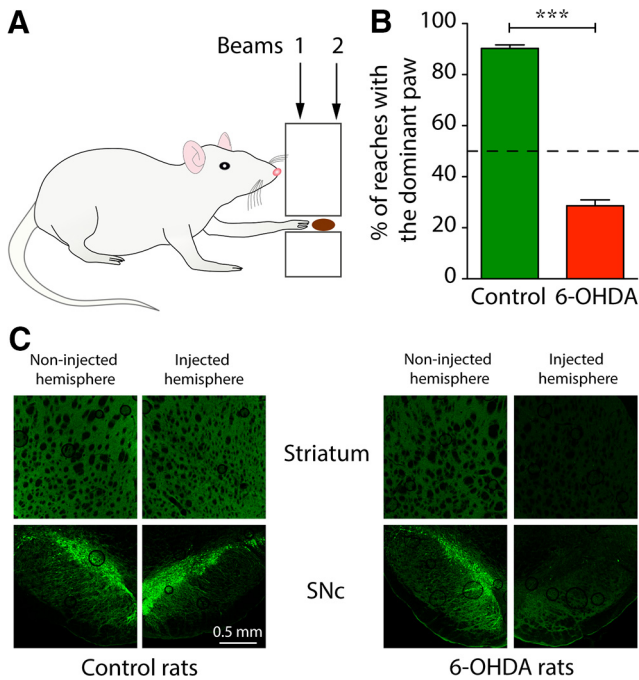 A
Beams 1 2
B
% of reaches with
the dominant paw
100
80
60
40
20
0
***
Control 6-OHDA
C
Non-injected
hemisphere
Injected
hemisphere
Non-injected
hemisphere
Injected
hemisphere
Striatum
SNc
0.5 mm
Control rats
6-OHDA rats